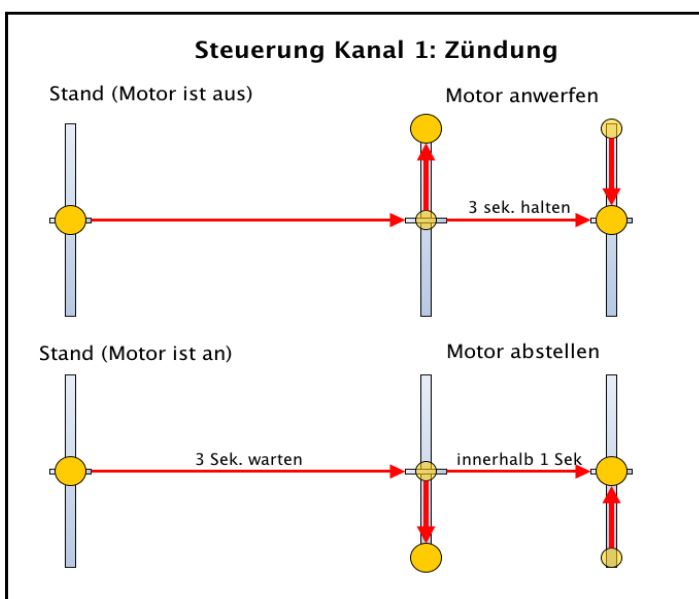 Steuerung Kanal 1: Zündung
Stand (Motor ist aus)
Motor anwerfen
3 sek. halten
Stand (Motor ist an)
Motor abstellen
3 Sek. warten
innerhalb 1 Sek